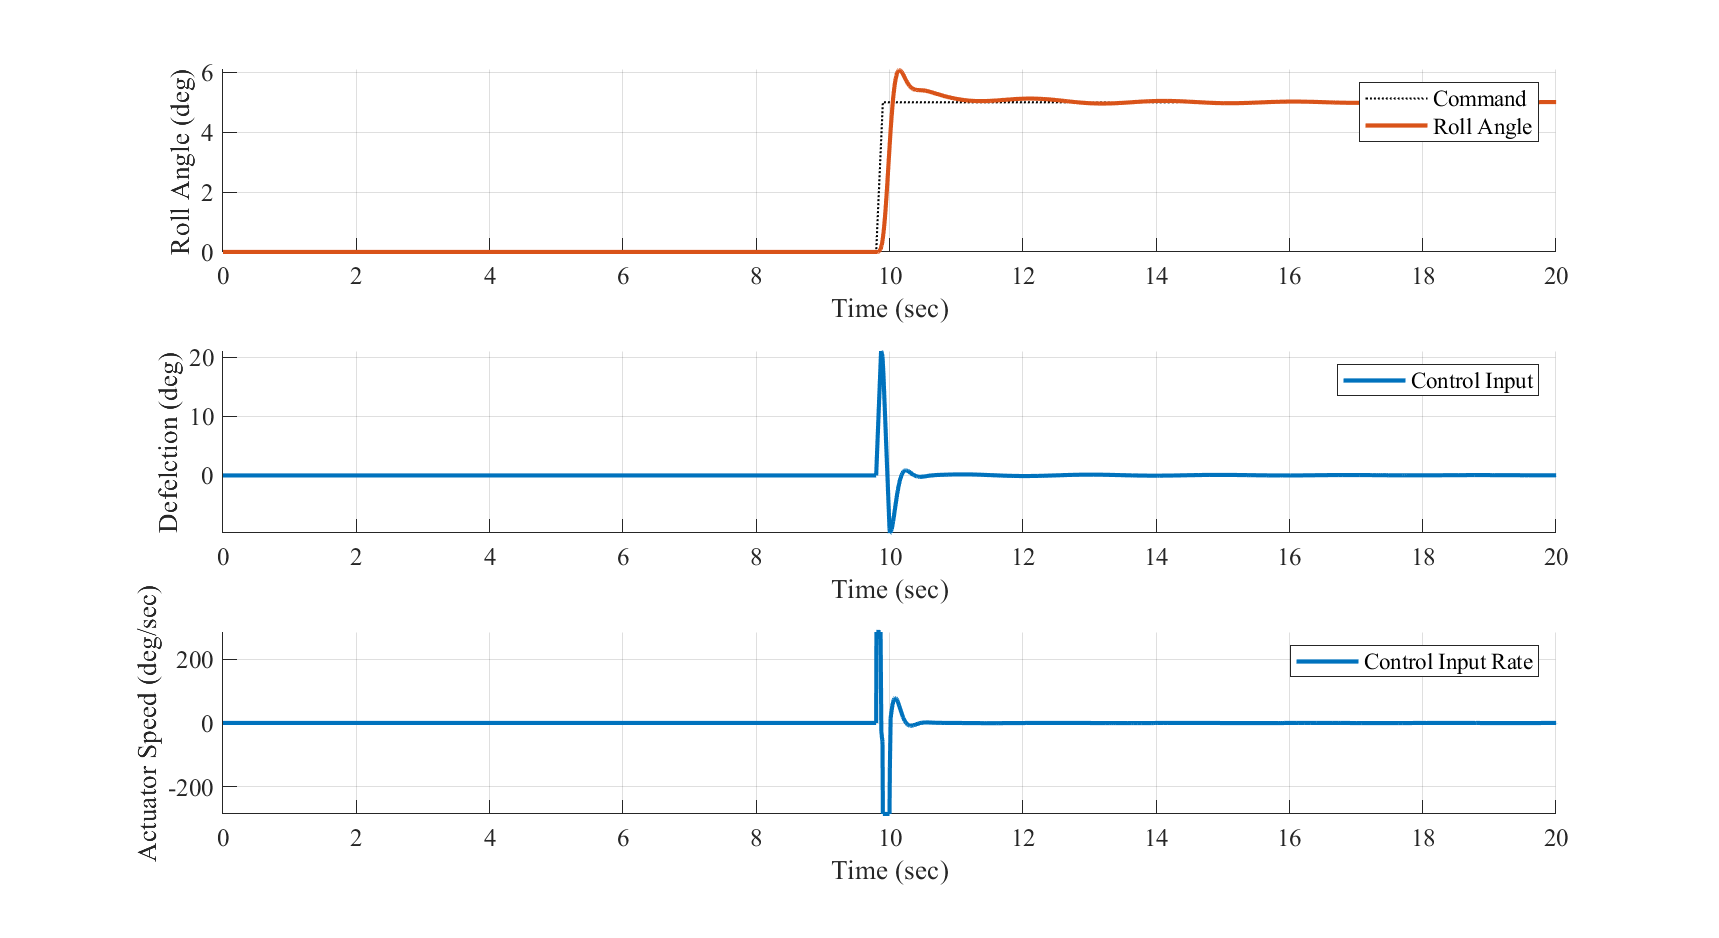 Roll Angle (deg)
6
4
2
0
Command
Roll Angle
0 2 4 6 8 10 12 14 16 18 20
Time (sec)
Defelction (deg)
20
10
0
Control Input
0 2 4 6 8 10 12 14 16 18 20
Time (sec)
Actuator Speed (deg/sec)
200
0
-200
Control Input Rate
0 2 4 6 8 10 12 14 16 18 20
Time (sec)